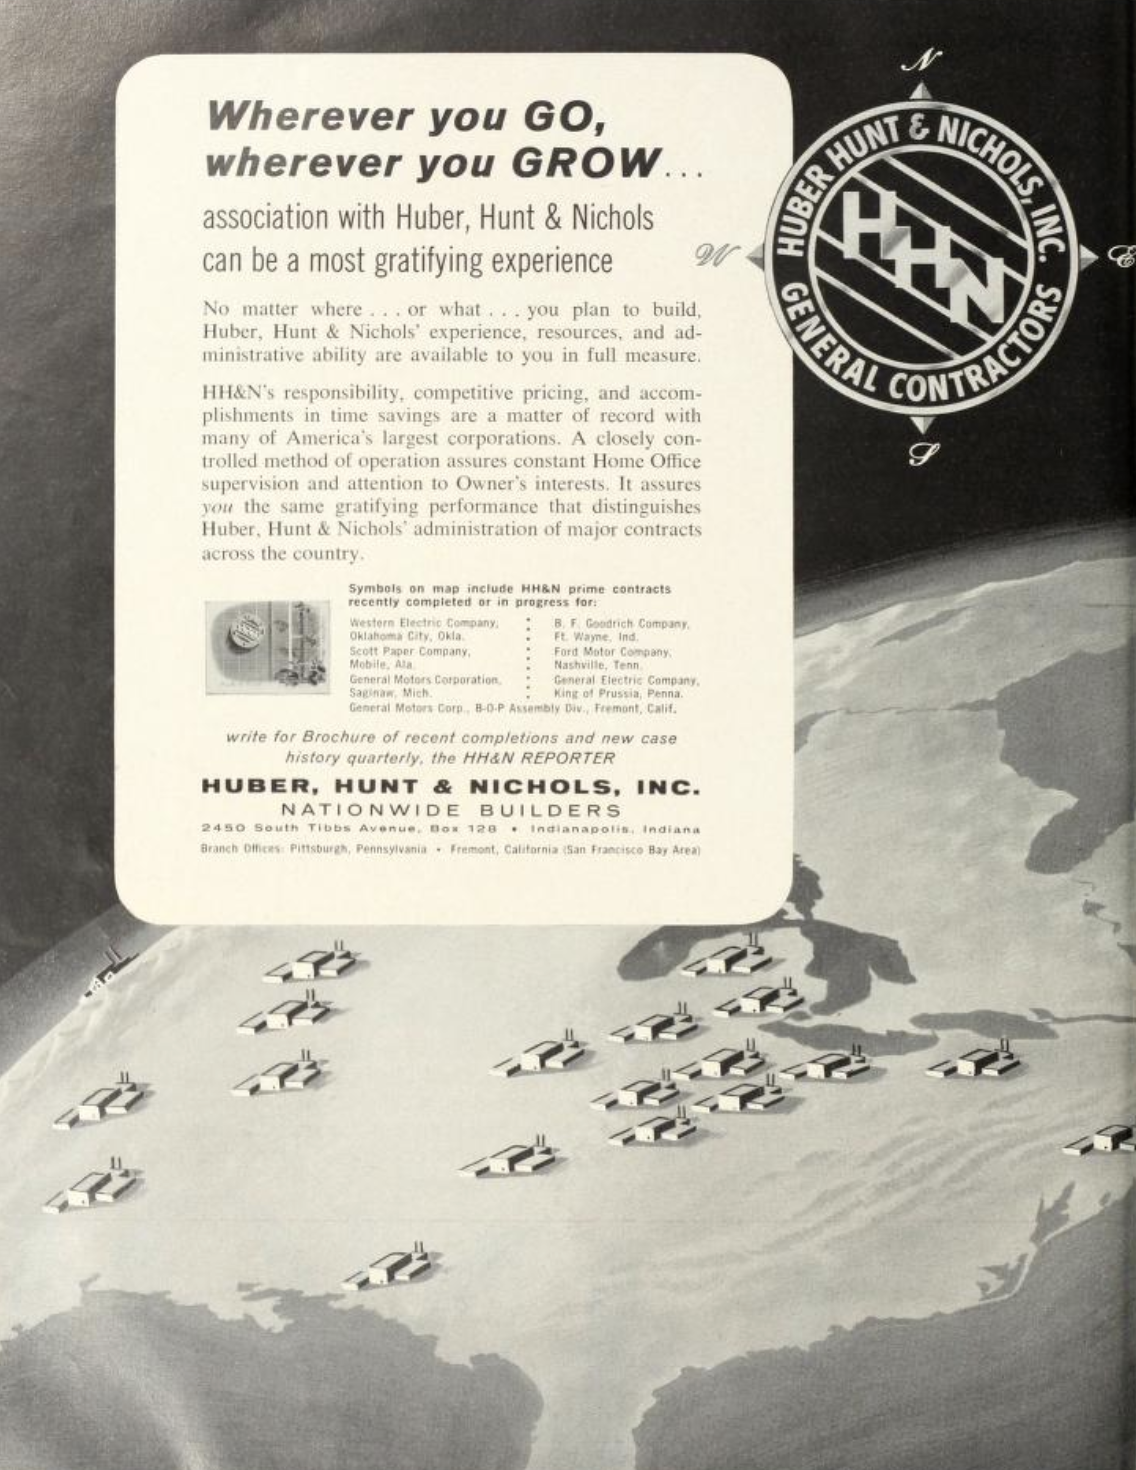 Wherever you GO,
wherever you GROW...
association with Huber, Hunt & Nichols
can be a most gratifying experience
No matter where . . . or what . . . you plan to build,
Huber, Hunt & Nichols' experience, resources, and ad-
ministrative ability are available to you in full measure.
HH&N's responsibility, competitive pricing, and accom-
plishments in time savings are a matter of record with
many of America's largest corporations. A closely con-
trolled method of operation assures constant Home Office
supervision and attention to Owner's interests. It assures
you the same gratifying performance that distinguishes
Huber, Hunt & Nichols' administration of major contracts
across the country.
Symbols on map include HH&N prime contracts
recently completed or in progress for:
Western Electric Company,
Oklahoma City, Okla.
Scott Paper Company,
Mobile, Ala.
General Motors Corporation,
Saginaw, Mich.
B. F. Goodrich Company,
Ft. Wayne, Ind.
Ford Motor Company,
Nashville, Tenn.
General Electric Company,
King of Prussia, Penna.
General Motors Corp., B-O-P Assembly Div., Fremont, Calif.
write for Brochure of recent completions and new case
history quarterly, the HH&N REPORTER
HUBER, HUNT & NICHOLS, INC.
NATIONWIDE BUILDERS
2450 South Tibbs Avenue, Box 128 • Indianapolis, Indiana
Branch Offices: Pittsburgh, Pennsylvania • Fremont, California (San Francisco Bay Area)
N
HUBER HUNT & NICHOLS, INC.
HHN
W
E
GENERAL CONTRACTORS
S